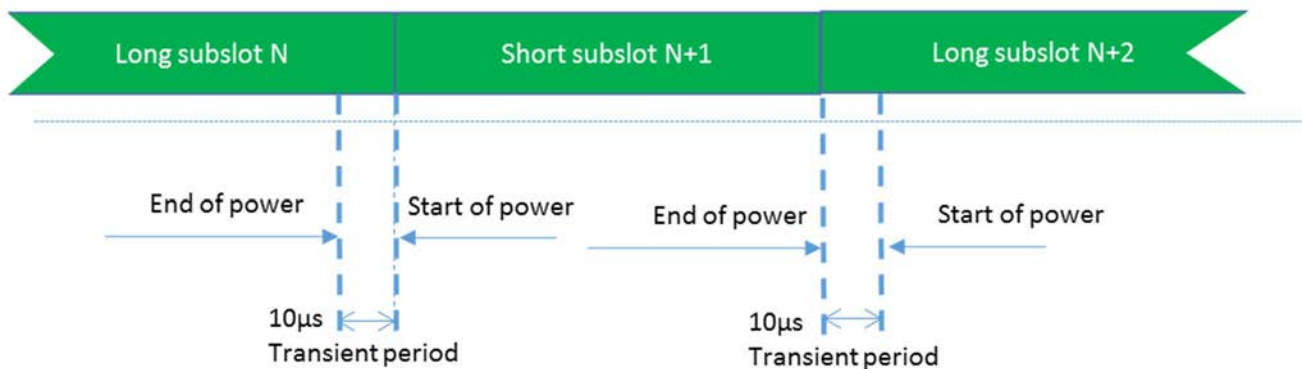 Long subslot N
Short subslot N+1
Long subslot N+2
End of power
Start of power
End of power
Start of power
10µs
Transient period
10µs
Transient period